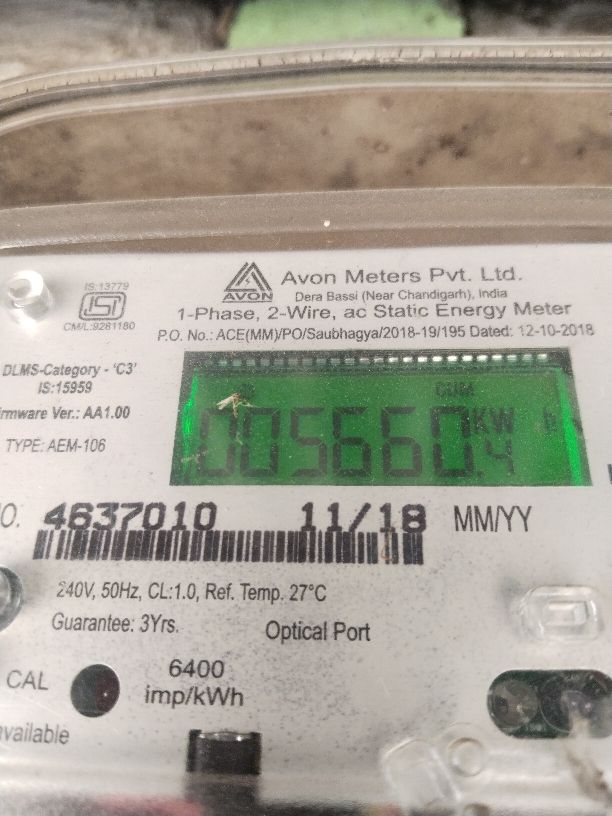 IS:13779
ISI
CM/L:9281180
AVON
Avon Meters Pvt. Ltd.
Dera Bassi (Near Chandigarh), India
1-Phase, 2-Wire, ac Static Energy Meter
P.O. No.: ACE(MM)/PO/Saubhagya/2018-19/195 Dated: 12-10-2018
DLMS-Category - 'C3'
IS:15959
irmware Ver.: AA1.00
TYPE: AEM-106
CUM
005660.4 KW h
O. 4637010 11/18 MM/YY
240V, 50Hz, CL:1.0, Ref. Temp. 27°C
Guarantee: 3Yrs.
Optical Port
CAL
6400
imp/kWh
available